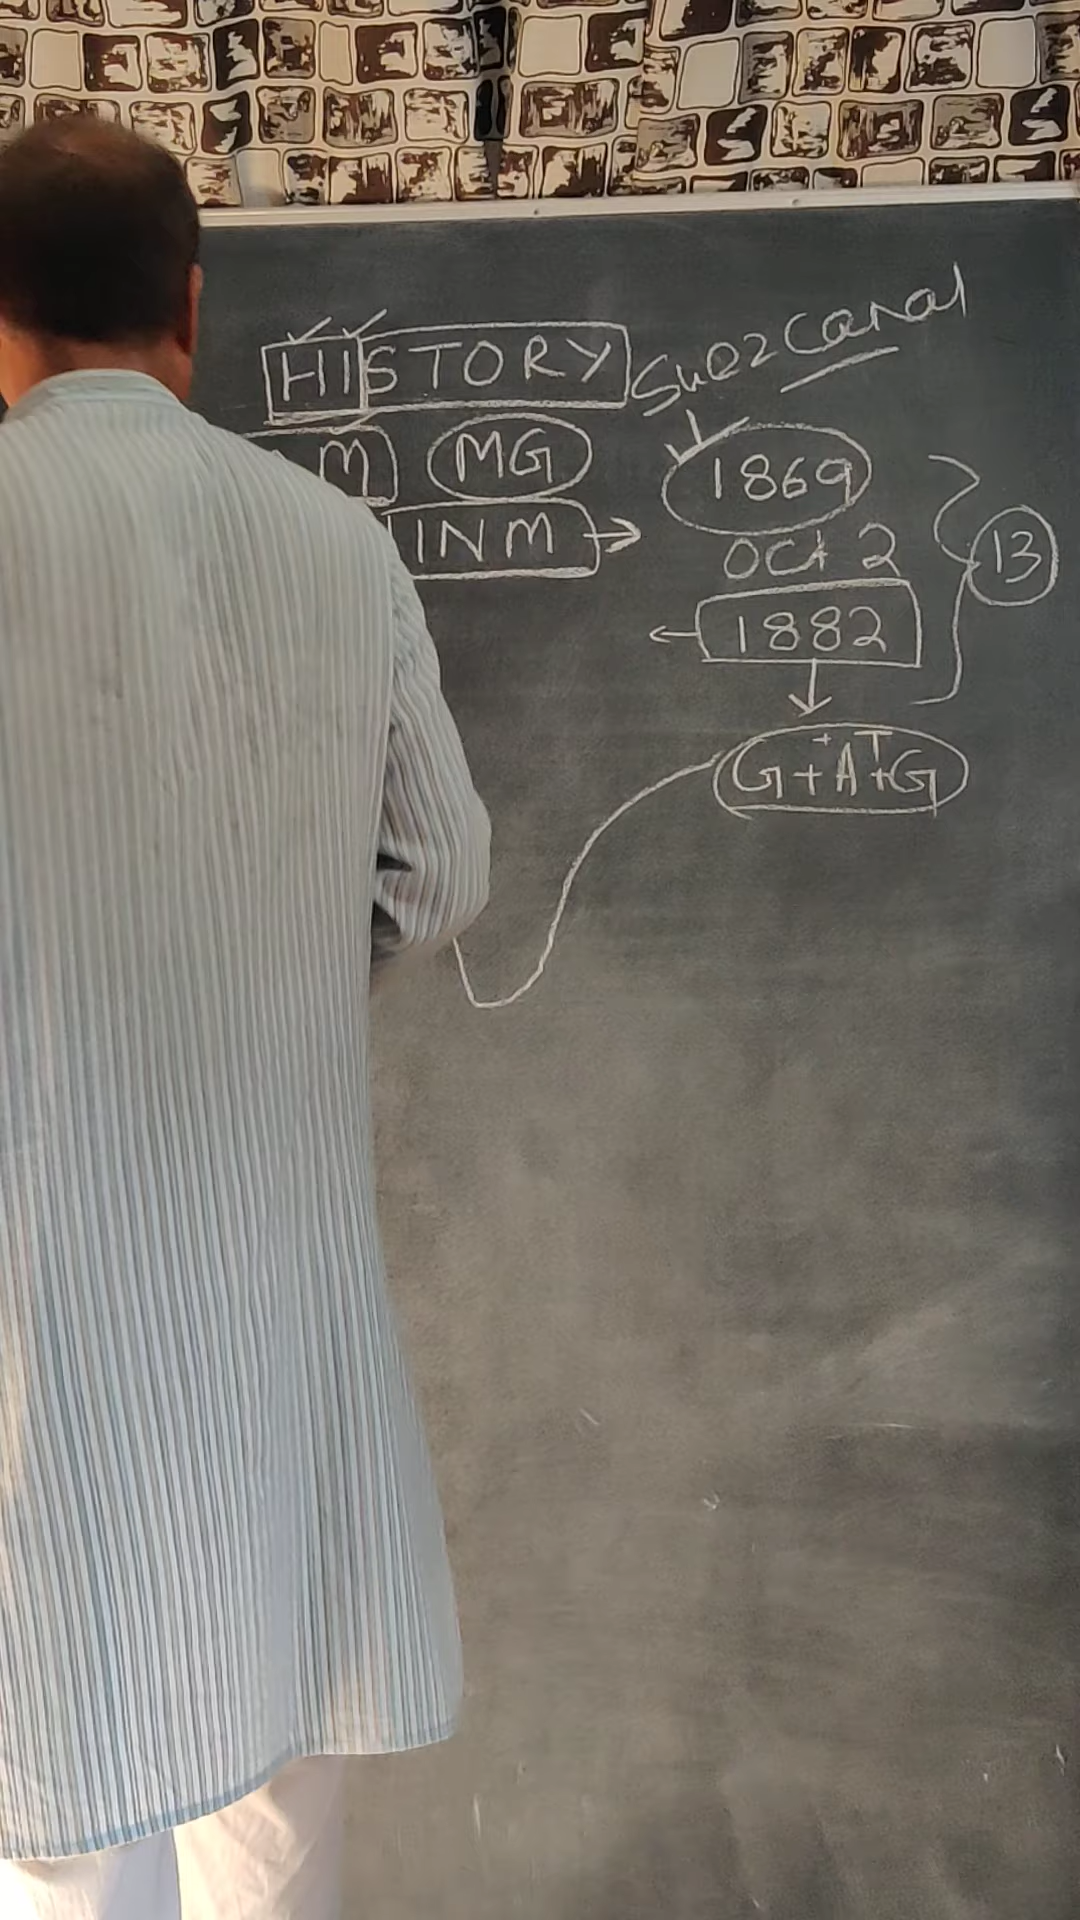 HISTORY
Suez Canal
M MG
1869
INM → OCT 2
13
← 1882
G+A+G